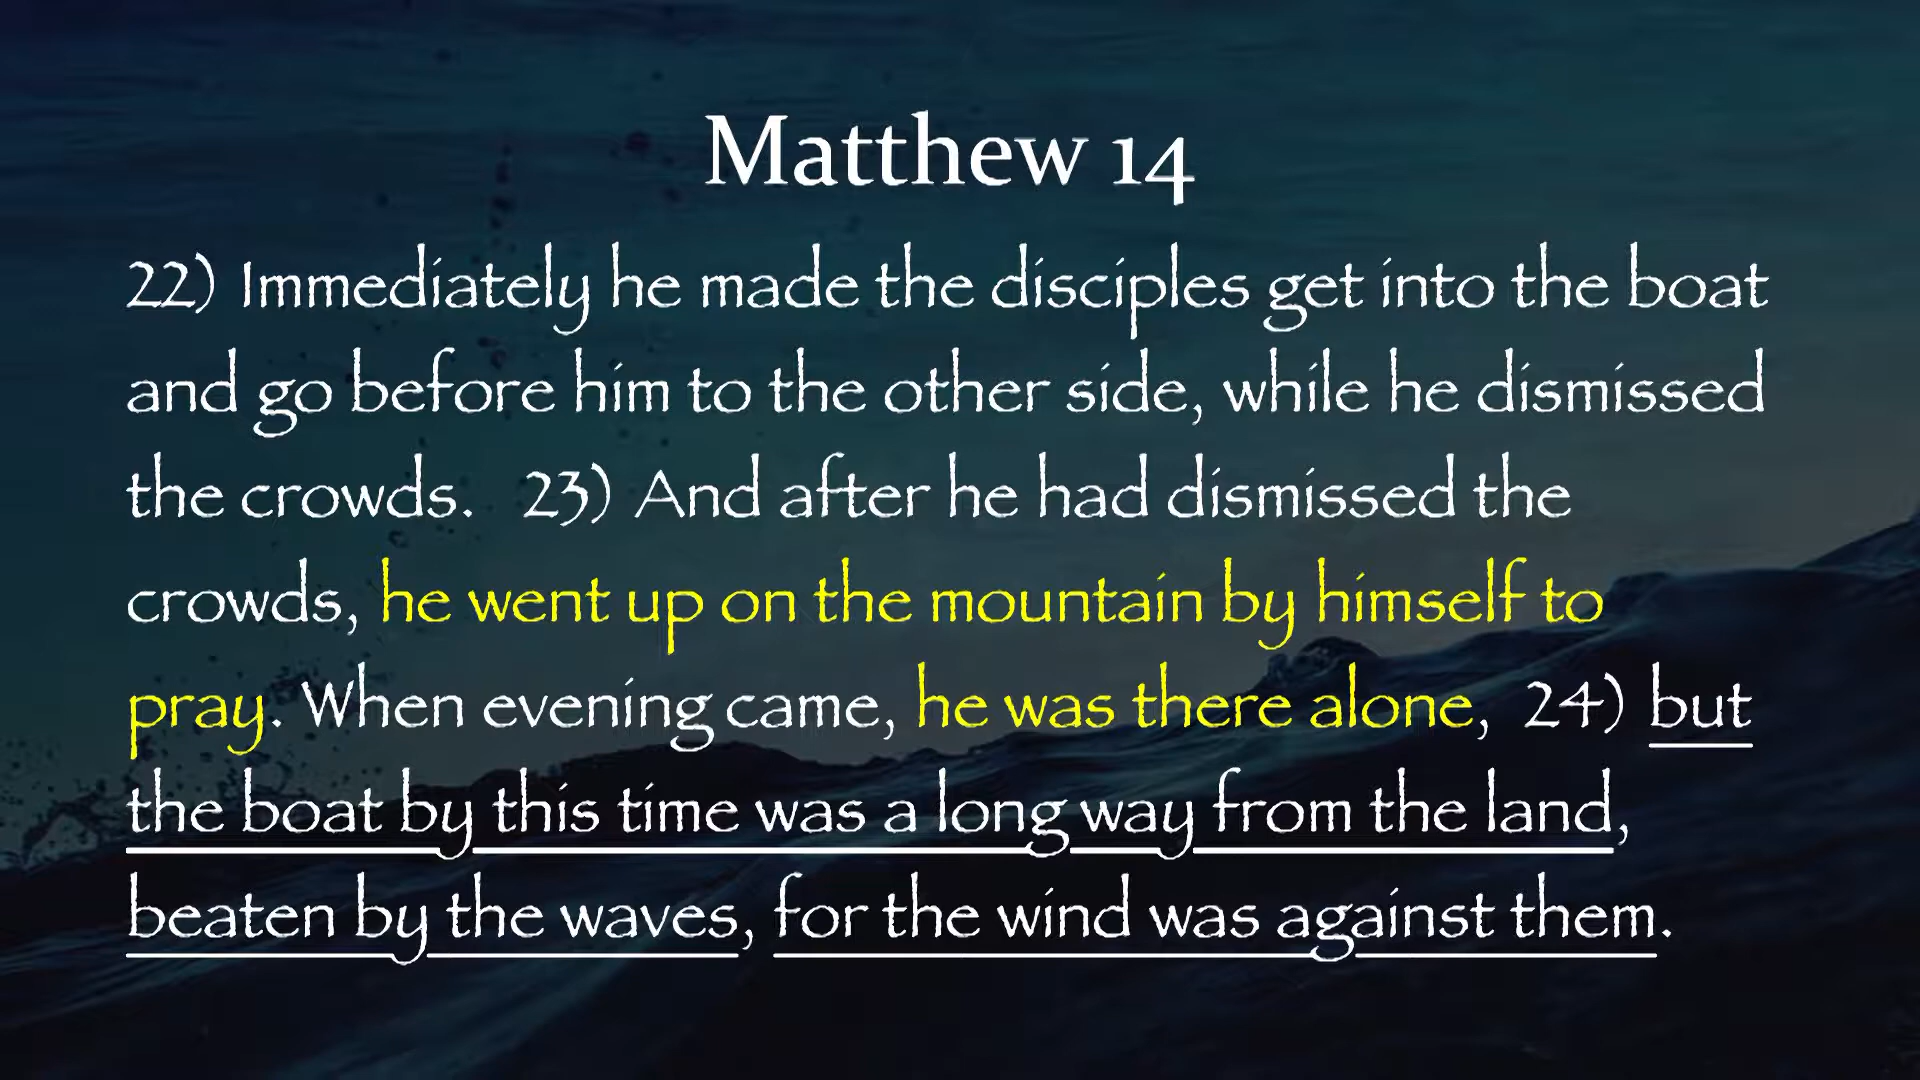 Matthew 14
22) Immediately he made the disciples get into the boat
and go before him to the other side, while he dismissed
the crowds. 23) And after he had dismissed the
crowds, he went up on the mountain by himself to
pray. When evening came, he was there alone, 24) but
the boat by this time was a long way from the land,
beaten by the waves, for the wind was against them.